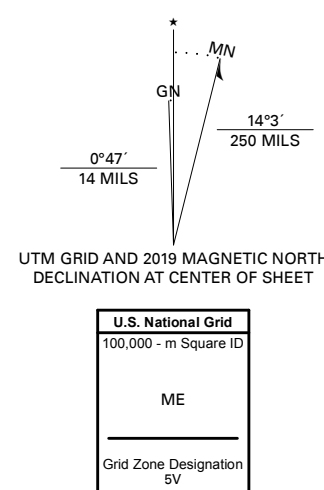 ★
MN
GN
14°3´
250 MILS
0°47´
14 MILS
UTM GRID AND 2019 MAGNETIC NORTH
DECLINATION AT CENTER OF SHEET
U.S. National Grid
100,000 - m Square ID
ME
Grid Zone Designation
5V